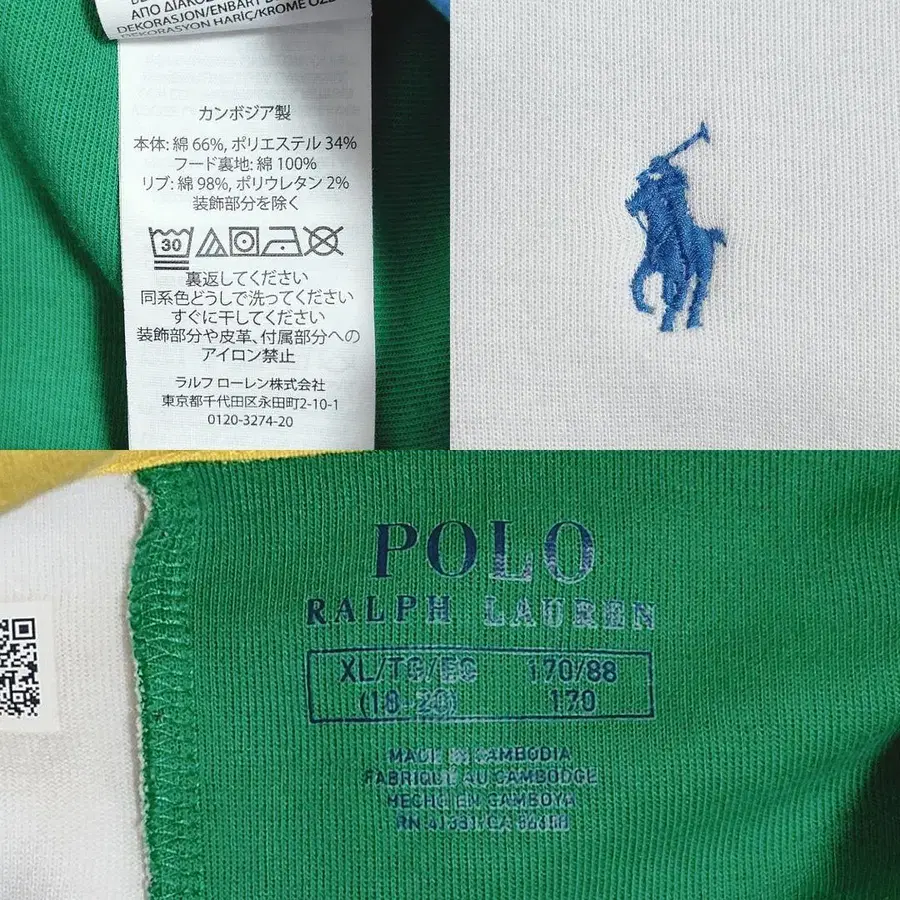 ΑΠΟ ΔΙΑΚΟΣ
DEKORASJON/ENBART
DEKORASYON HARİÇ/KROME
カンボジア製
本体: 綿 66%, ポリエステル 34%
フード裏地: 綿 100%
リブ: 綿 98%, ポリウレタン 2%
装飾部分を除く
30
裏返してください
同系色どうしで洗ってください
すぐに干してください
装飾部分や皮革、付属部分への
アイロン禁止
ラルフ ローレン株式会社
東京都千代田区永田町2-10-1
0120-3274-20
POLO
RALPH LAUREN
XL/TG/EG 170/88
(18-20) 170
MADE IN CAMBODIA
FABRIQUÉ AU CAMBODGE
HECHO EN CAMBOYA
RN 41381/CA